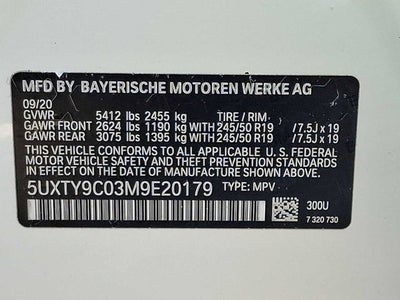 MFD BY BAYERISCHE MOTOREN WERKE AG
09/20
GVWR 5412 lbs 2455 kg TIRE / RIM
GAWR FRONT 2624 lbs 1190 kg WITH 245/50 R19 / 7.5J x 19
GAWR REAR 3075 lbs 1395 kg WITH 245/50 R19 / 7.5J x 19
THIS VEHICLE CONFORMS TO ALL APPLICABLE U.S. FEDERAL
MOTOR VEHICLE SAFETY STANDARDS IN EFFECT
ON THE DATE OF MANUFACTURE SHOWN ABOVE.
5UXTY9C03M9E20179 TYPE: MPV
300U
7 320 730